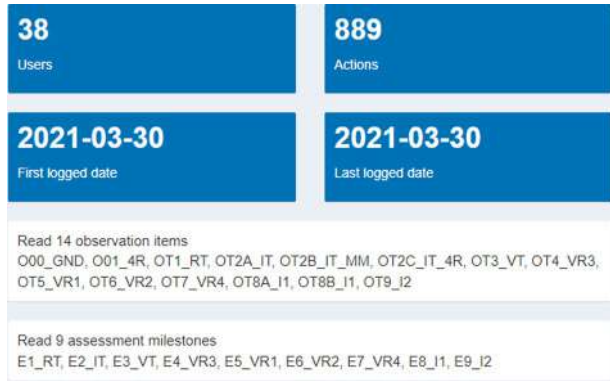 38
Users
889
Actions
2021-03-30
First logged date
2021-03-30
Last logged date
Read 14 observation items
O00_GND, O01_4R, OT1_RT, OT2A_IT, OT2B_IT_MM, OT2C_IT_4R, OT3_VT, OT4_VR3,
OT5_VR1, OT6_VR2, OT7_VR4, OT8A_I1, OT8B_I1, OT9_I2
Read 9 assessment milestones
E1_RT, E2_IT, E3_VT, E4_VR3, E5_VR1, E6_VR2, E7_VR4, E8_I1, E9_I2